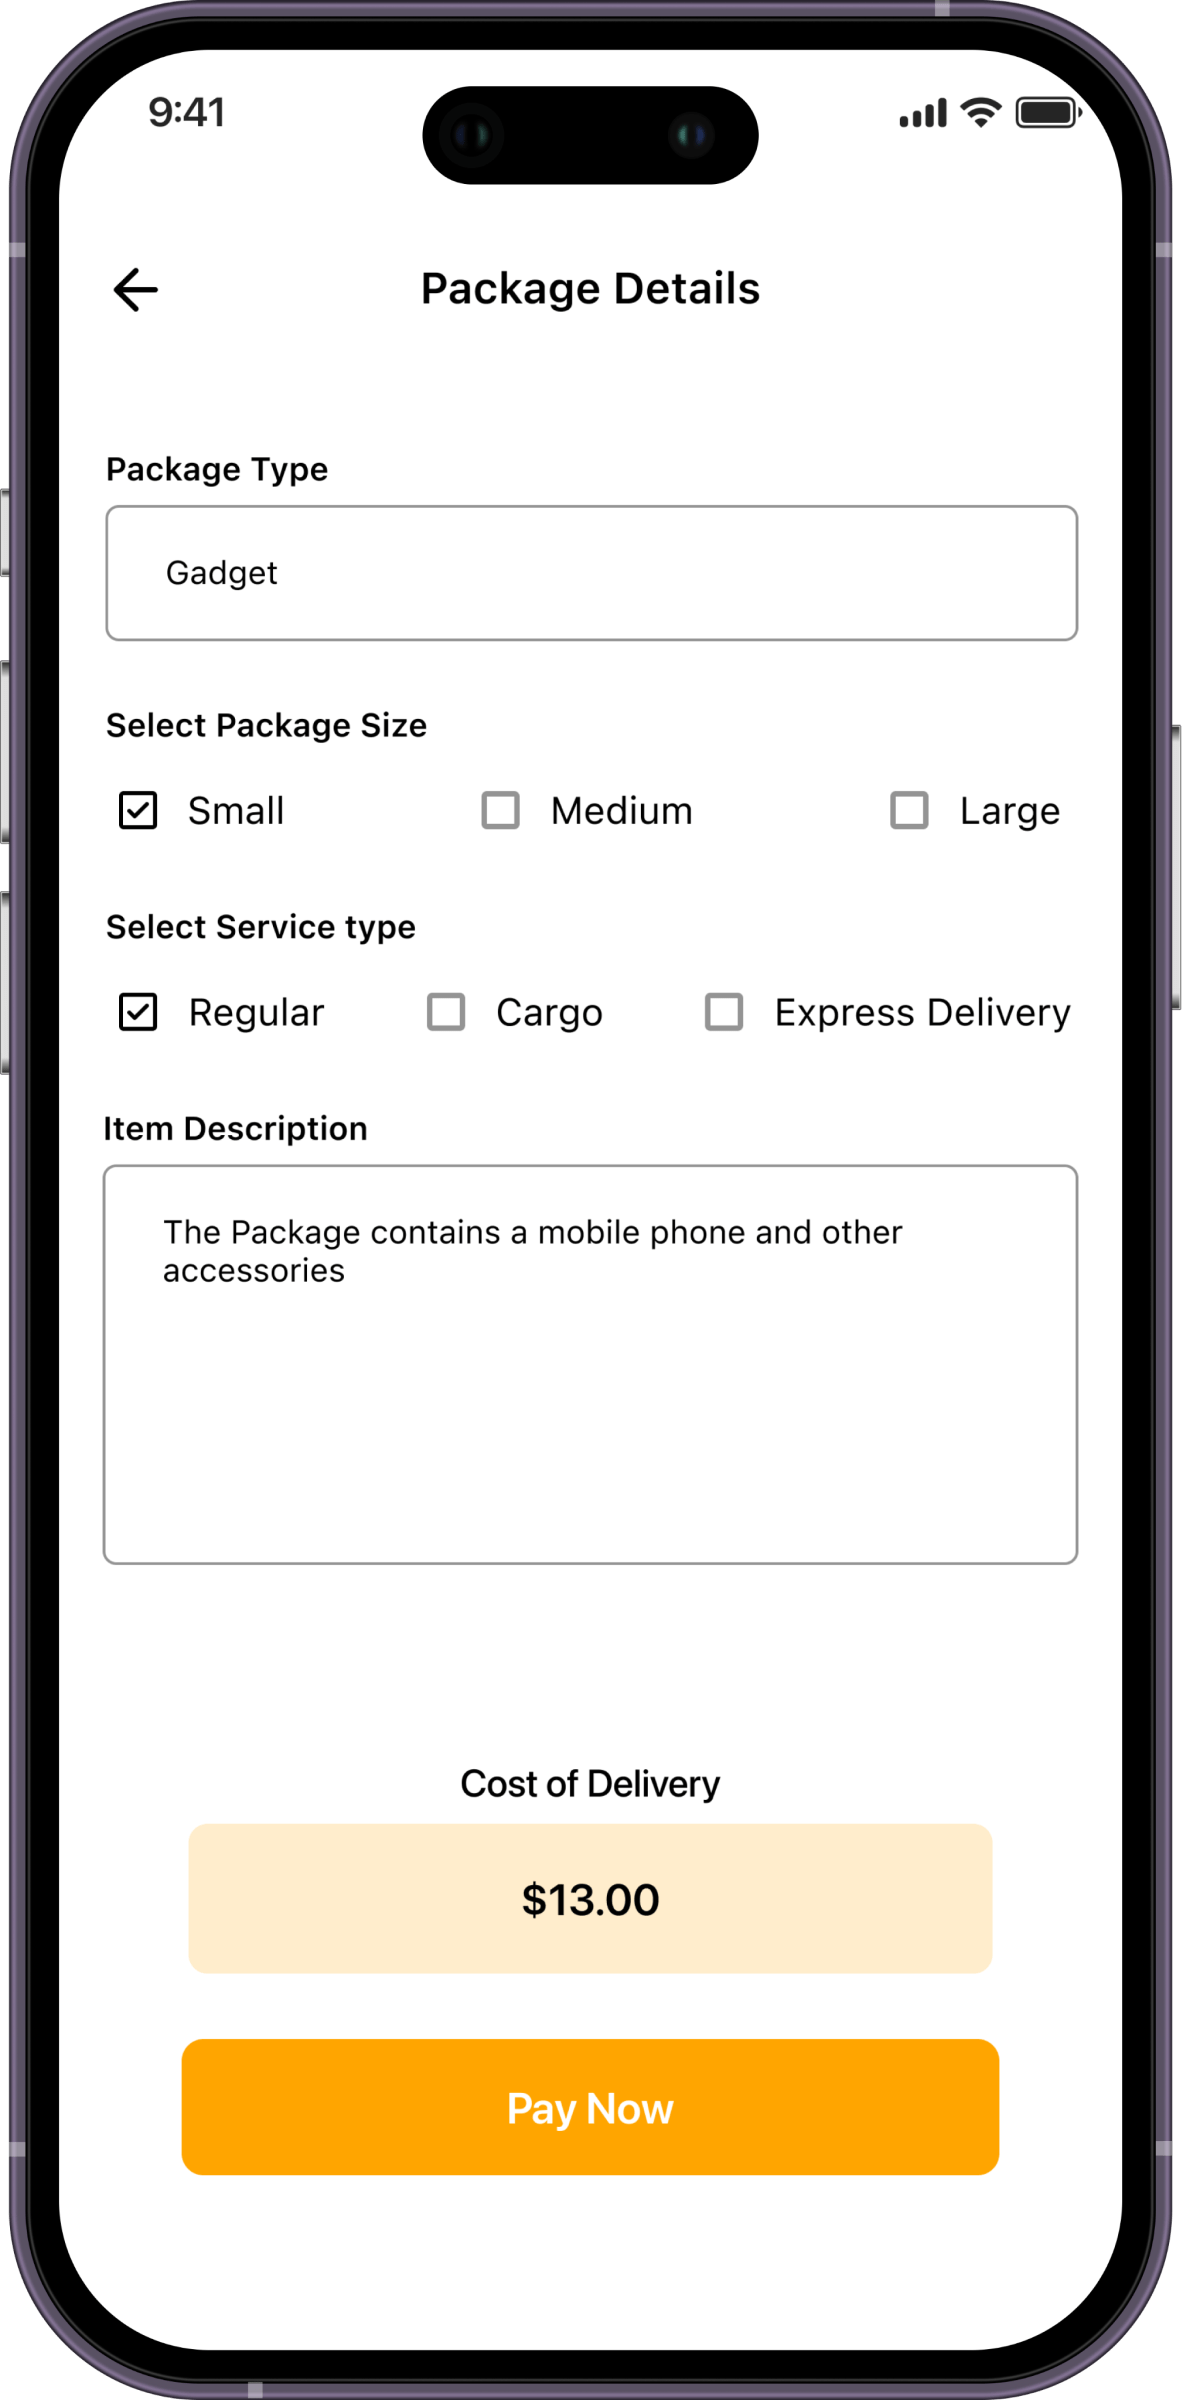 9:41
Package Details
Package Type
Gadget
Select Package Size
Small Medium Large
Select Service type
Regular Cargo Express Delivery
Item Description
The Package contains a mobile phone and other
accessories
Cost of Delivery
$13.00
Pay Now